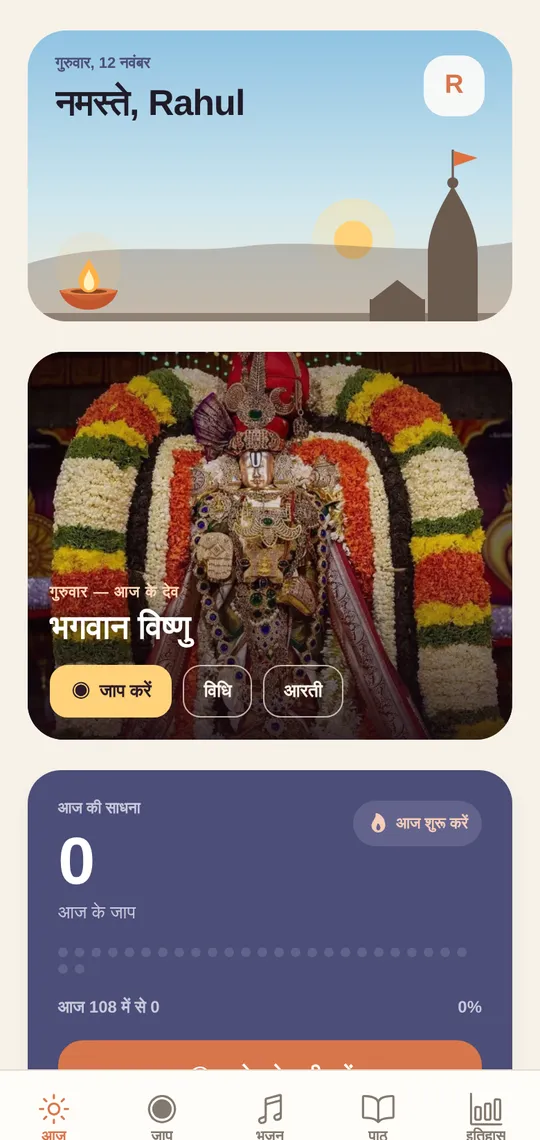 गुरुवार, 12 नवंबर
नमस्ते, Rahul
R
गुरुवार — आज के देव
भगवान विष्णु
जाप करें
विधि
आरती
आज की साधना
आज शुरू करें
0
आज के जाप
आज 108 में से 0
0%
आज
जाप
भजन
पाठ
इतिहास